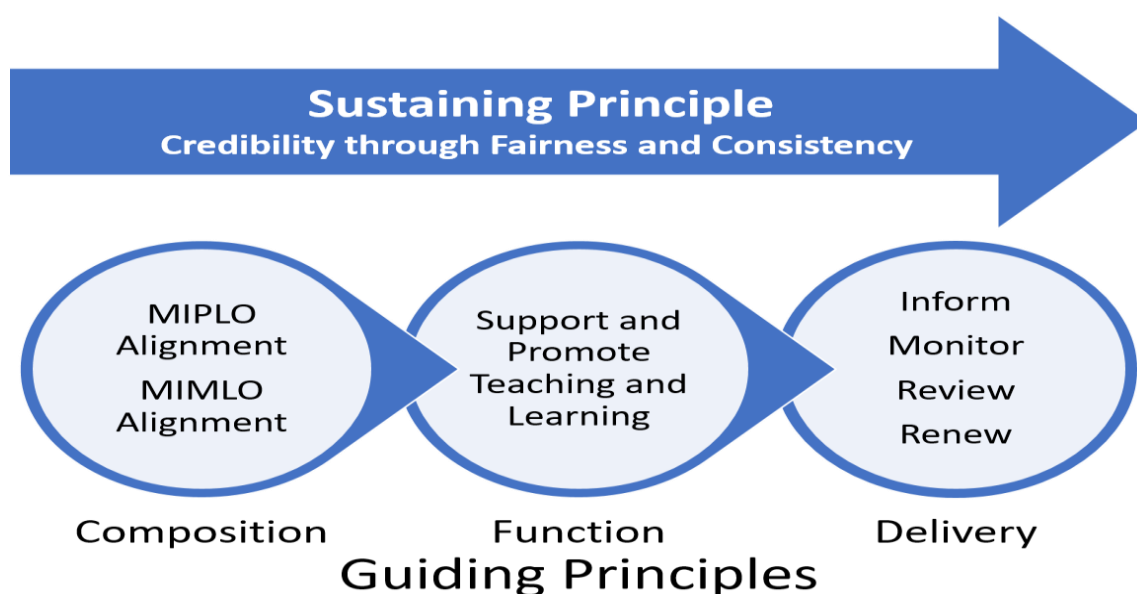 Sustaining Principle
Credibility through Fairness and Consistency
MIPLO
Alignment
MIMLO
Alignment
Support and
Promote
Teaching and
Learning
Inform
Monitor
Review
Renew
Composition
Function
Delivery
Guiding Principles